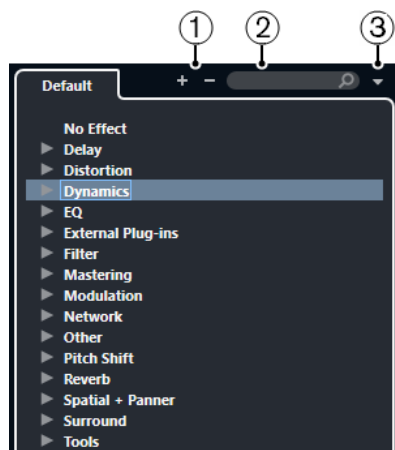 1 2 3
Default + −
No Effect
Delay
Distortion
Dynamics
EQ
External Plug-ins
Filter
Mastering
Modulation
Network
Other
Pitch Shift
Reverb
Spatial + Panner
Surround
Tools